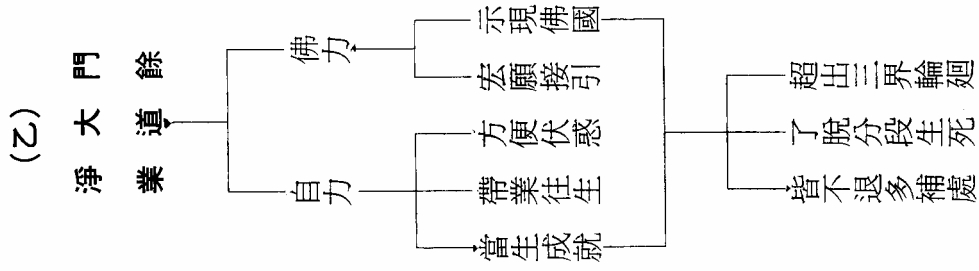 (乙)
門餘
大道
淨業
佛力
自力
示現佛國
宏願接引
方便伏惑
帶業往生
當生成就
超出三界輪廻
了脫分段生死
皆不退多補處